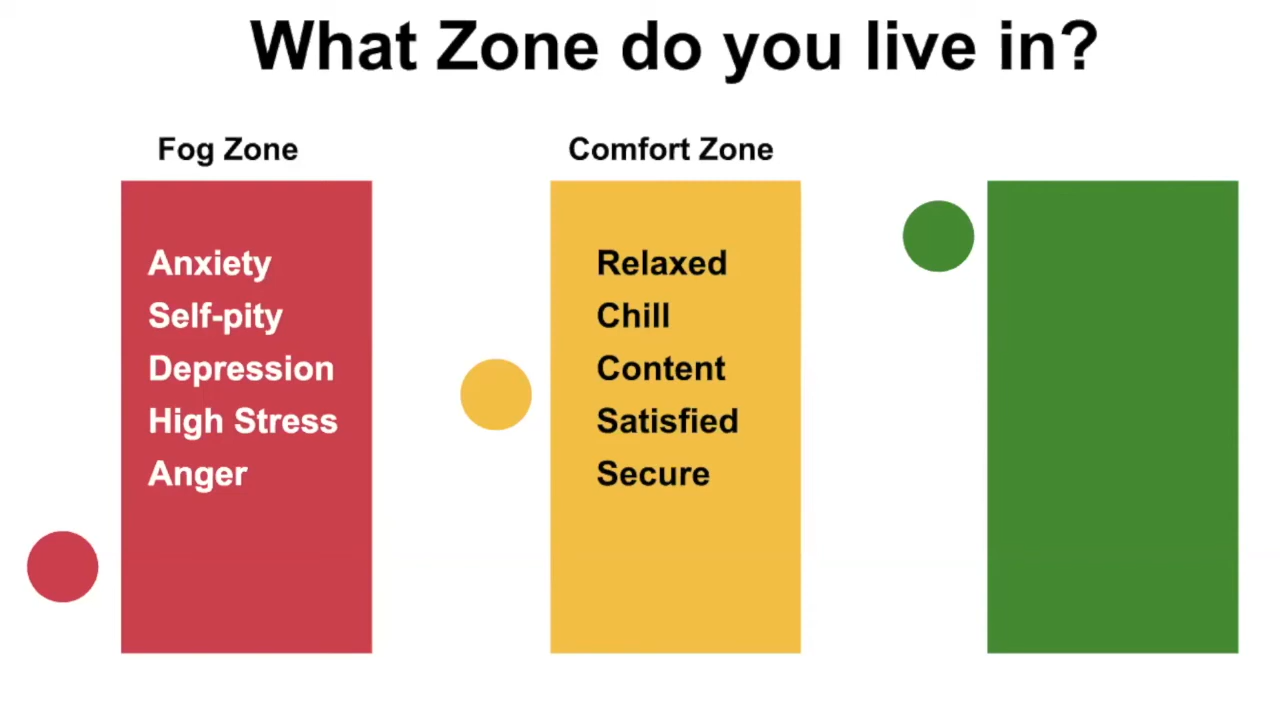 What Zone do you live in?
Fog Zone
Anxiety
Self-pity
Depression
High Stress
Anger
Comfort Zone
Relaxed
Chill
Content
Satisfied
Secure